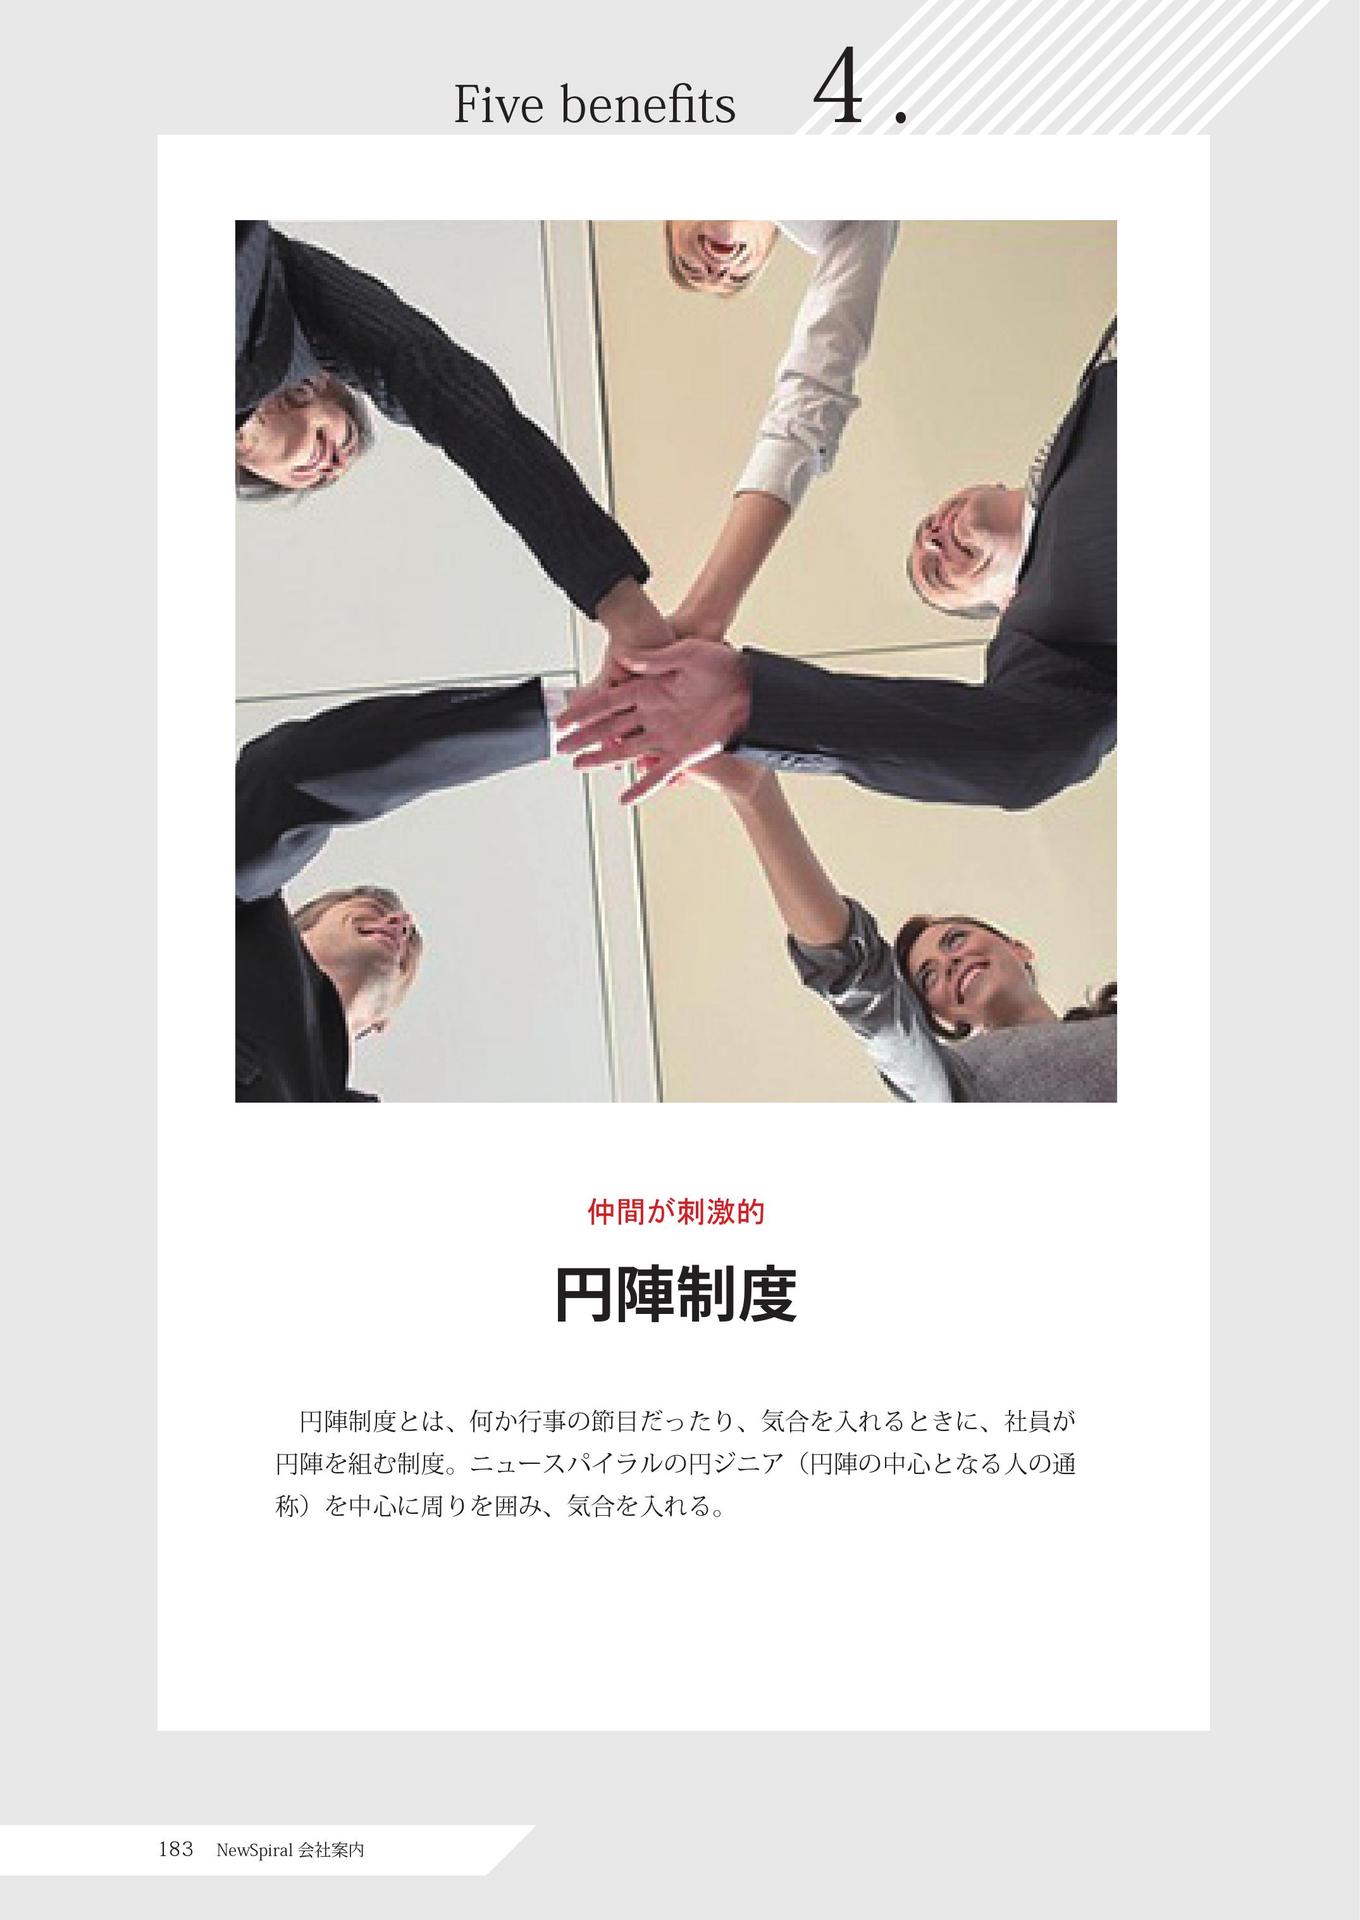 Five benefits 4.
仲間が刺激的
円陣制度
　円陣制度とは、何か行事の節目だったり、気合を入れるときに、社員が
円陣を組む制度。ニュースパイラルの円ジニア（円陣の中心となる人の通
称）を中心に周りを囲み、気合を入れる。
183 NewSpiral 会社案内